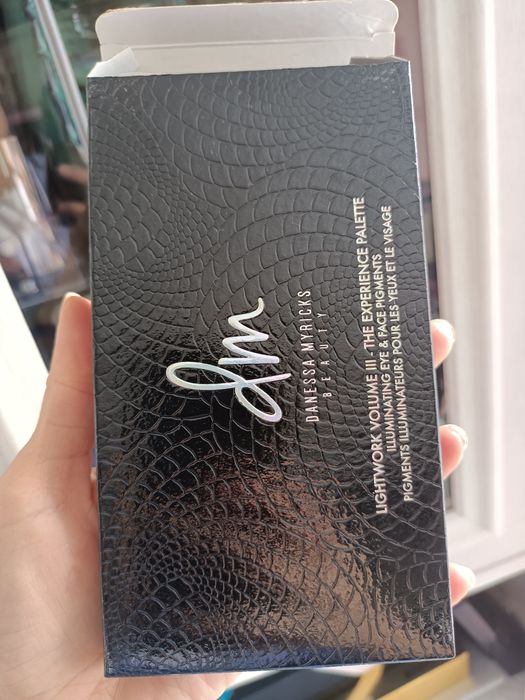 dm
DANESSA MYRICKS
BEAUTY
LIGHTWORK VOLUME III - THE EXPERIENCE PALETTE
ILLUMINATING EYE & FACE PIGMENTS
PIGMENTS ILLUMINATEURS POUR LES YEUX ET LE VISAGE